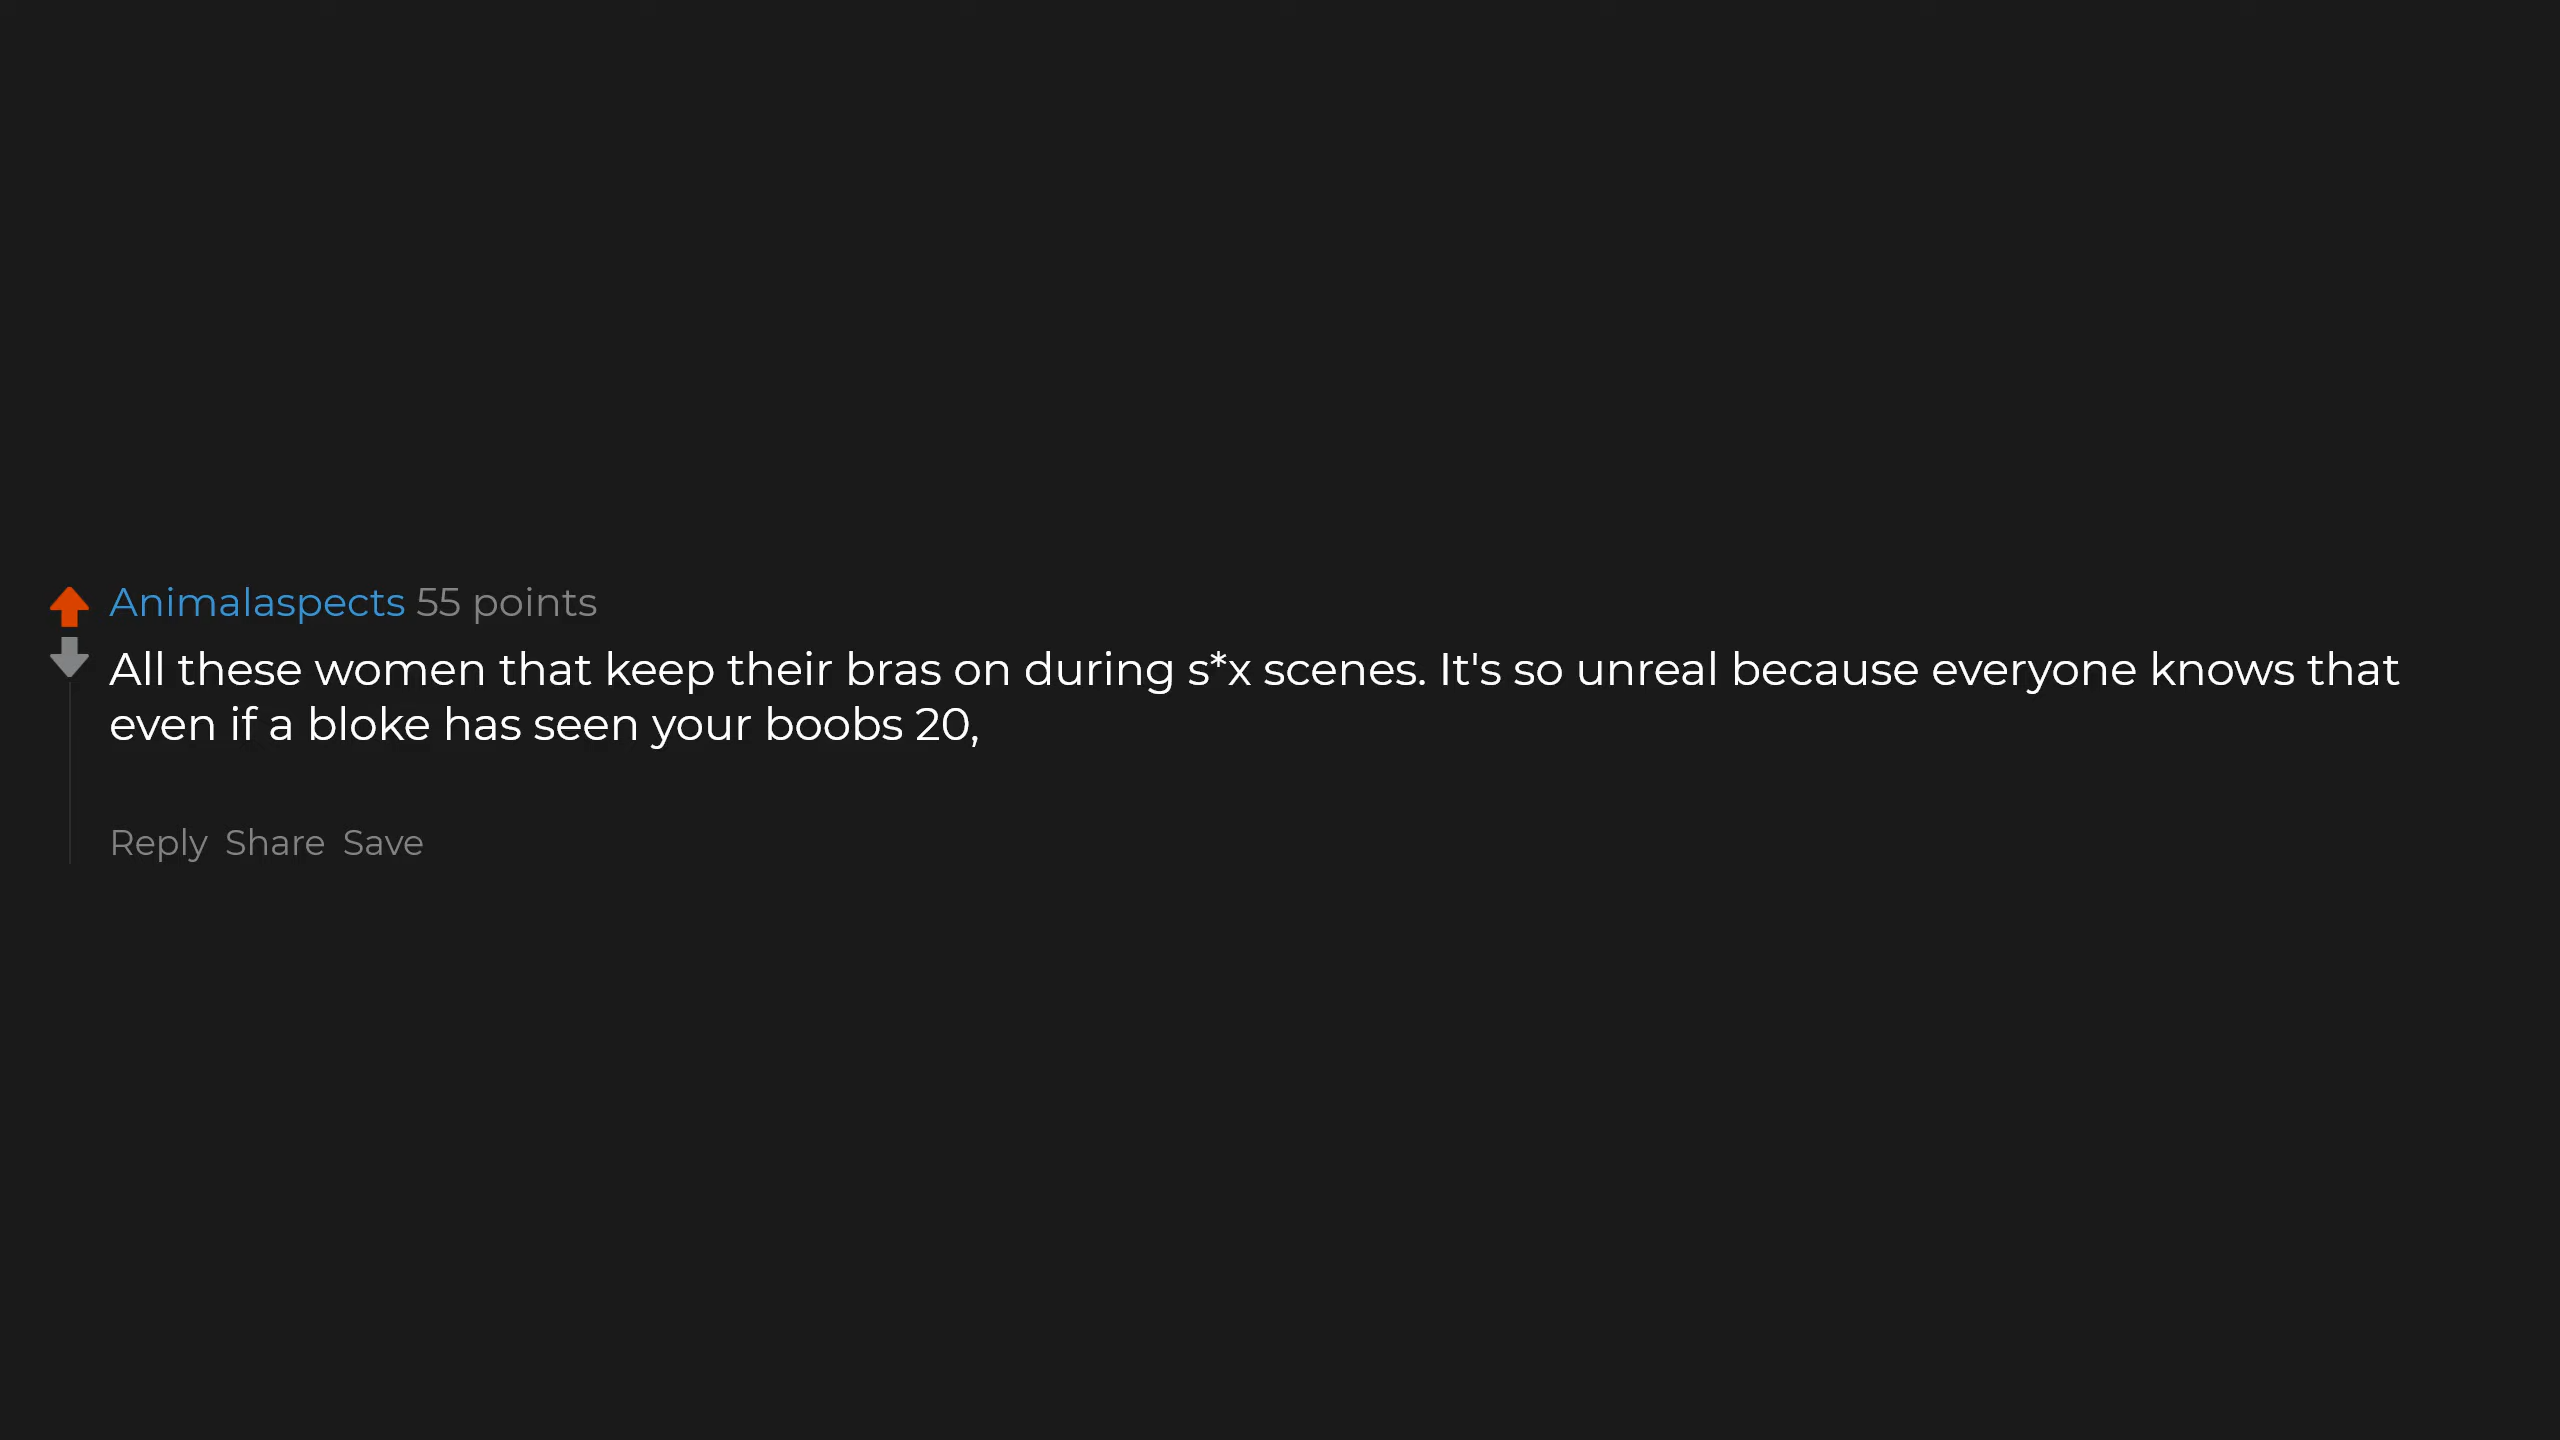 Animalaspects 55 points
All these women that keep their bras on during s*x scenes. It's so unreal because everyone knows that
even if a bloke has seen your boobs 20,
Reply Share Save